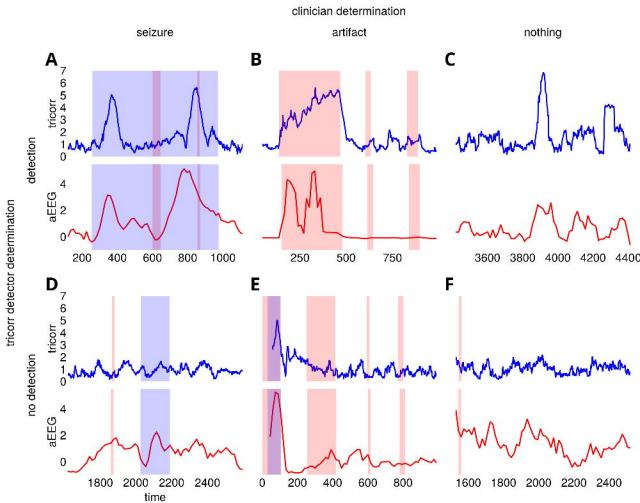 clinician determination
seizure artifact nothing
A B C
7 6 5 4 3 2 1 0
tricorr
detection
4 2 0
aEEG
200 400 600 800 1000
250 500 750
3600 3800 4000 4200 4400
tricorr detector determination
D E F
7 6 5 4 3 2 1 0
tricorr
no detection
4 2 0
aEEG
1800 2000 2200 2400
0 100 200 300 400
1600 1800 2000 2200 2400
time